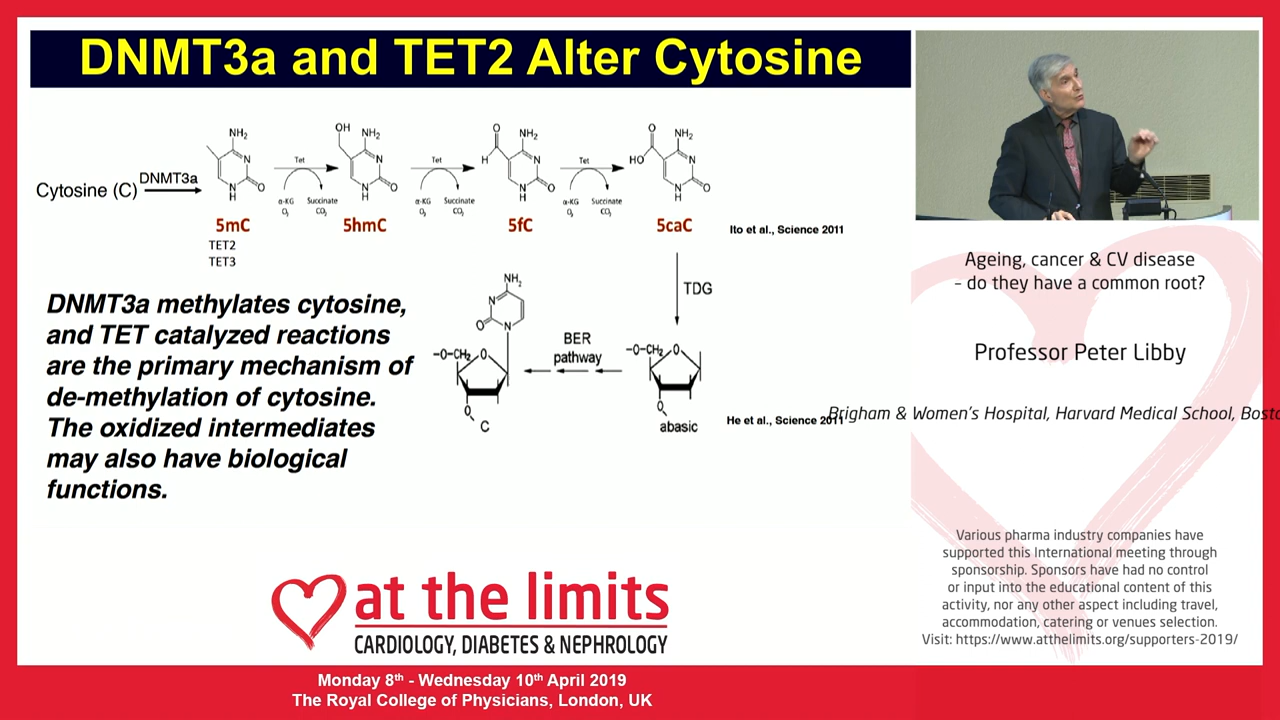 DNMT3a and TET2 Alter Cytosine
Cytosine (C)
DNMT3a
NH₂
N
O
N
H
5mC
TET2
TET3
Tet
α-KG
O₂
Succinate
CO₂
OH
NH₂
N
O
N
H
5hmC
Tet
α-KG
O₂
Succinate
CO₂
O
H
NH₂
N
O
N
H
5fC
Tet
α-KG
O₂
Succinate
CO₂
O
HO
NH₂
N
O
N
H
5caC
Ito et al., Science 2011
TDG
–O–CH₂
O
O
abasic
BER
pathway
NH₂
N
O
N
–O–CH₂
O
O
C
He et al., Science 2011
DNMT3a methylates cytosine,
and TET catalyzed reactions
are the primary mechanism of
de-methylation of cytosine.
The oxidized intermediates
may also have biological
functions.
at the limits
CARDIOLOGY, DIABETES & NEPHROLOGY
Monday 8th - Wednesday 10th April 2019
The Royal College of Physicians, London, UK
Ageing, cancer & CV disease
– do they have a common root?
Professor Peter Libby
Brigham & Women's Hospital, Harvard Medical School,
Various pharma industry companies have
supported this International meeting through
sponsorship. Sponsors have had no control
or input into the educational content of this
activity, nor any other aspect including travel,
accommodation, catering or venues selection.
Visit: https://www.atthelimits.org/supporters-2019/